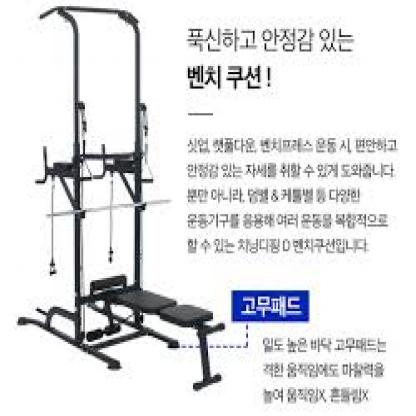 푹신하고 안정감 있는
벤치 쿠션 !
싯업, 랫풀다운, 벤치프레스 운동 시, 편안하고
안정감 있는 자세를 취할 수 있게 도와줍니다.
뿐만 아니라, 덤벨 & 케틀벨 등 다양한
운동기구를 응용해 여러 운동을 복합적으로
할 수 있는 치닝디핑 D 벤치쿠션입니다.
고무패드
밀도 높은 바닥 고무패드는
격한 움직임에도 마찰력을
높여 움직임X, 흔들림X